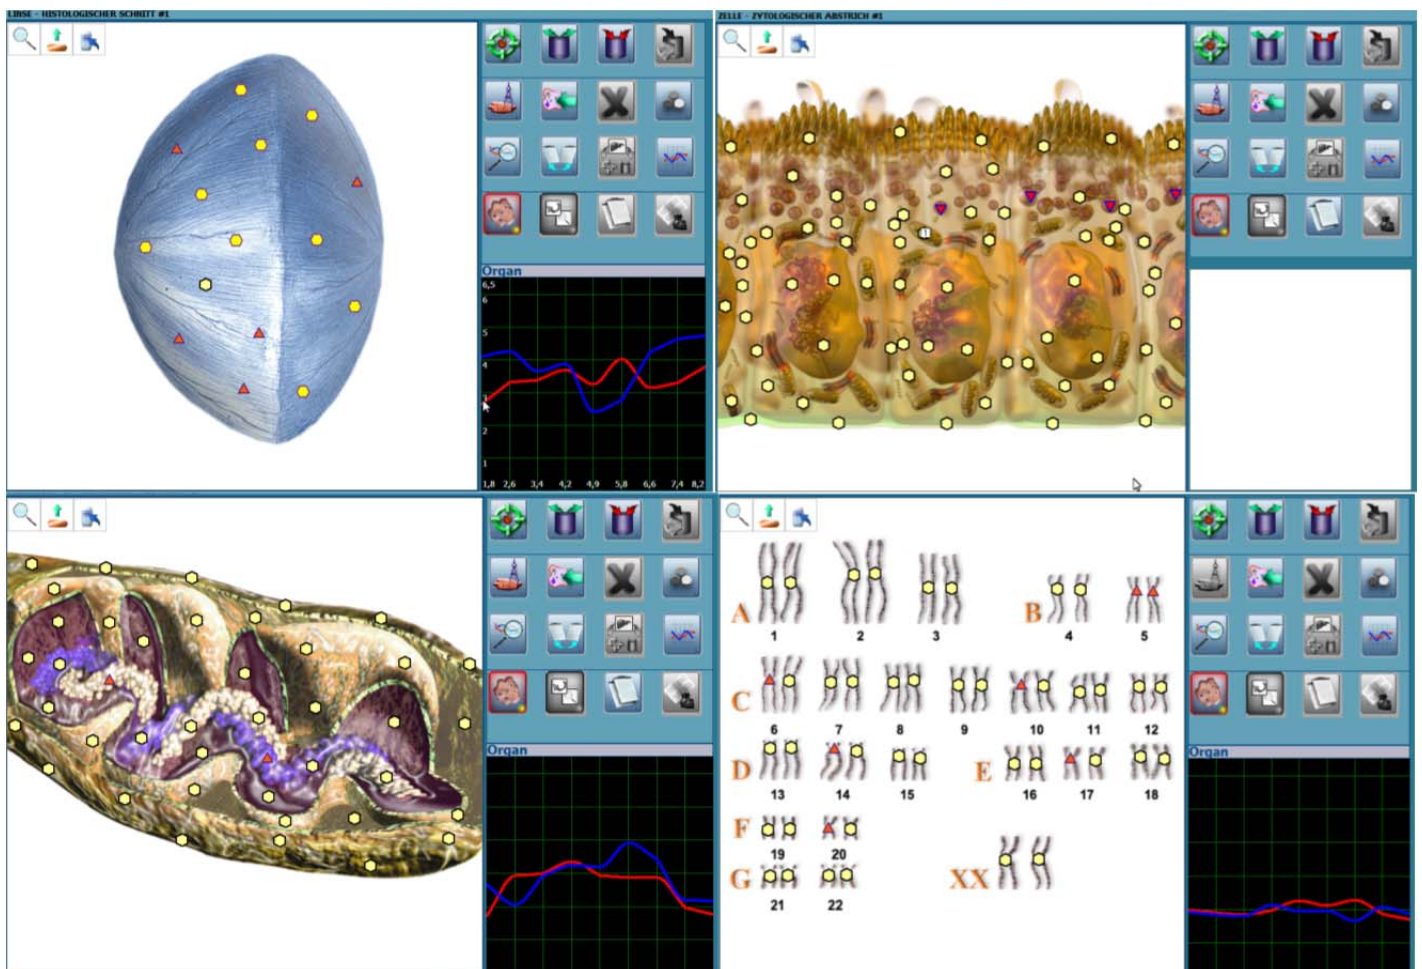 LINSE - HISTOLOGISCHER SCHNITT #1
Organ
6,5
6
5
4
3
2
1
1,8 2,6 3,4 4,2 4,9 5,8 6,6 7,4 8,2
ZELLE - ZYTOLOGISCHER ABSTRICH #1
1
Organ
A
1 2 3
B
4 5
C
6 7 8 9 10 11 12
D
13 14 15
E
16 17 18
F
19 20
G
21 22
XX
Organ